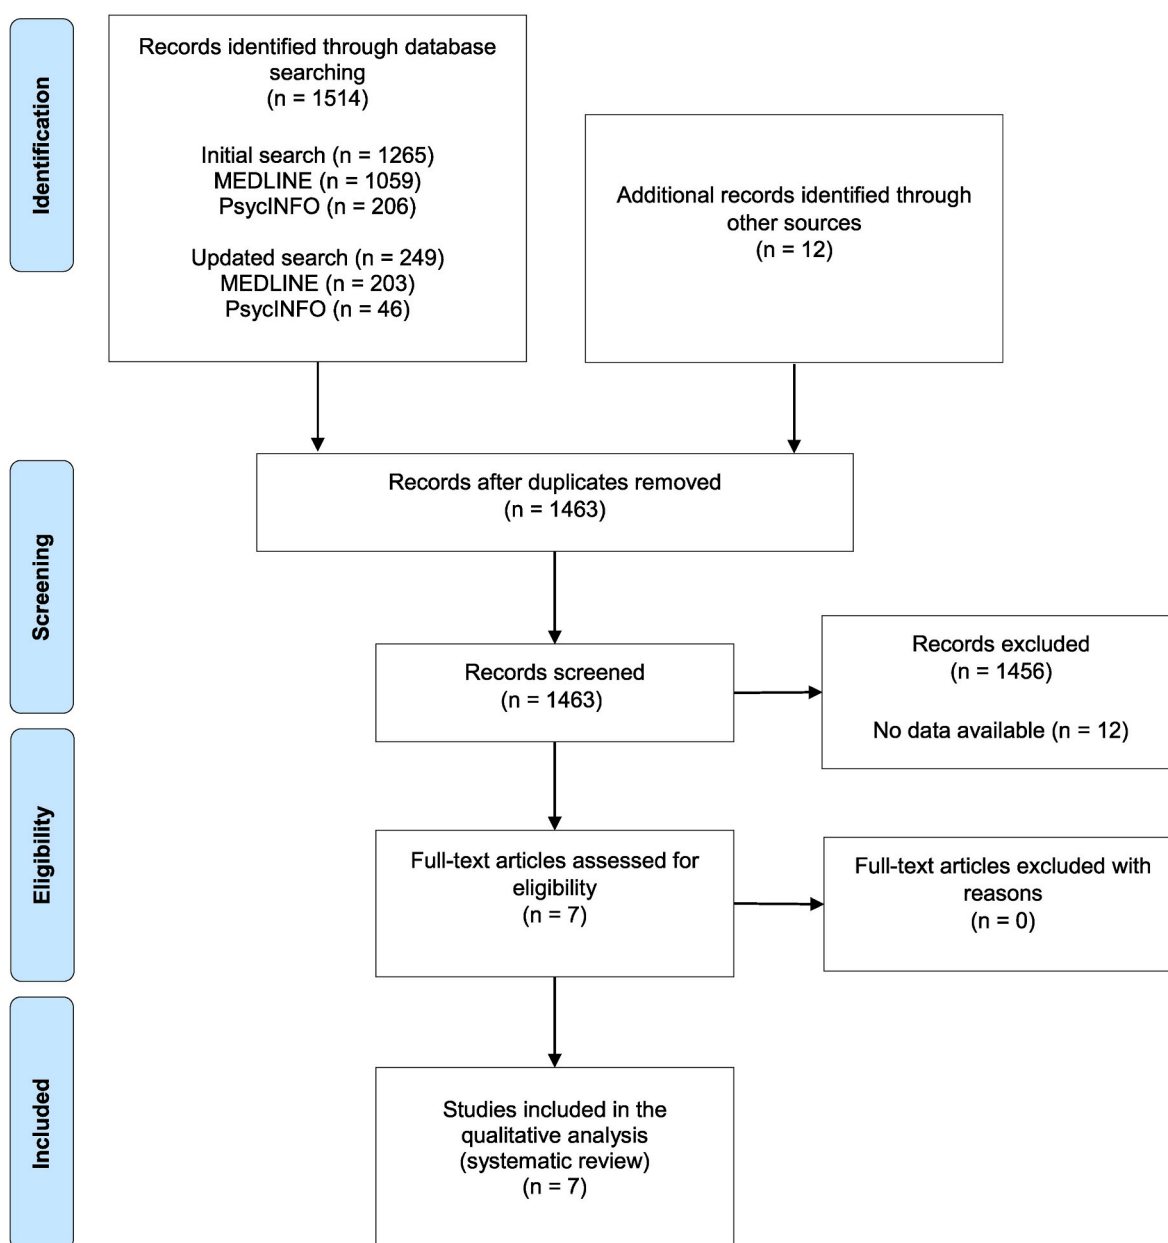 Identification
Records identified through database
searching
(n = 1514)
Initial search (n = 1265)
MEDLINE (n = 1059)
PsycINFO (n = 206)
Updated search (n = 249)
MEDLINE (n = 203)
PsycINFO (n = 46)
Additional records identified through
other sources
(n = 12)
Screening
Records after duplicates removed
(n = 1463)
Records screened
(n = 1463)
Records excluded
(n = 1456)
No data available (n = 12)
Eligibility
Full-text articles assessed for
eligibility
(n = 7)
Full-text articles excluded with
reasons
(n = 0)
Included
Studies included in the
qualitative analysis
(systematic review)
(n = 7)